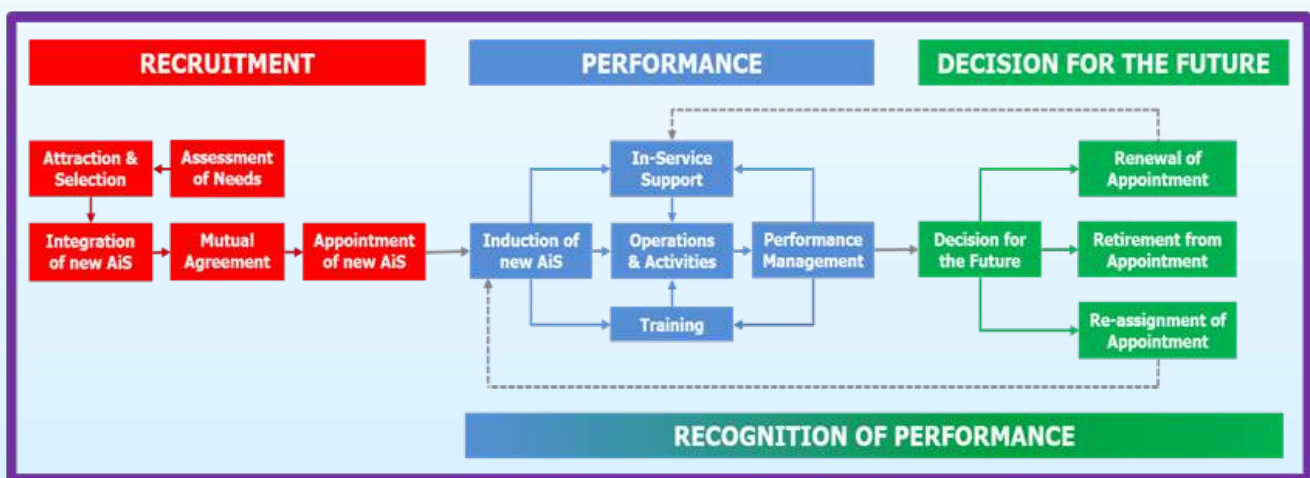 RECRUITMENT
PERFORMANCE
DECISION FOR THE FUTURE
Attraction &
Selection
Assessment
of Needs
Integration
of new AiS
Mutual
Agreement
Appointment
of new AiS
Induction of
new AiS
In-Service
Support
Operations
& Activities
Training
Performance
Management
Decision for
the Future
Renewal of
Appointment
Retirement from
Appointment
Re-assignment of
Appointment
RECOGNITION OF PERFORMANCE